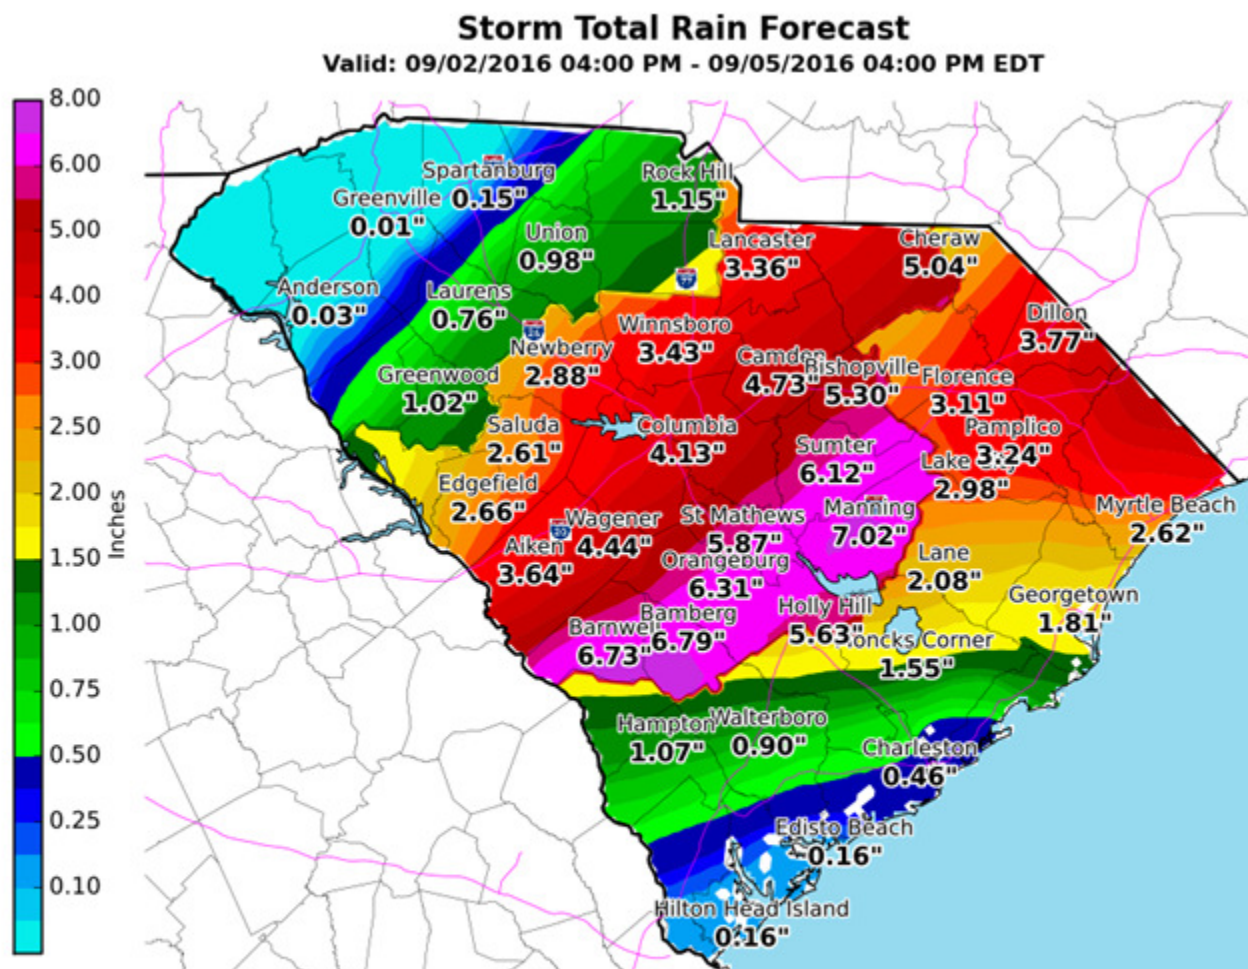 Storm Total Rain Forecast
Valid: 09/02/2016 04:00 PM - 09/05/2016 04:00 PM EDT
8.00
6.00
5.00
4.00
3.00
2.50
2.00
1.50
1.00
0.75
0.50
0.25
0.10
Inches
Spartanburg
0.15"
Rock Hill
1.15"
Greenville
0.01"
Union
0.98"
Lancaster
3.36"
Cheraw
5.04"
Anderson
0.03"
Laurens
0.76"
Dillon
3.77"
Winnsboro
3.43"
Newberry
2.88"
Camden
4.73"
Bishopville
5.30"
Greenwood
1.02"
Florence
3.11"
Saluda
2.61"
Columbia
4.13"
Pamplico
3.24"
Sumter
6.12"
Lake City
2.98"
Edgefield
2.66"
Myrtle Beach
2.62"
Wagener
4.44"
St Mathews
5.87"
Manning
7.02"
Aiken
3.64"
Orangeburg
6.31"
Lane
2.08"
Georgetown
1.81"
Holly Hill
5.63"
Bamberg
6.79"
Barnwell
6.73"
Moncks Corner
1.55"
Hampton
1.07"
Walterboro
0.90"
Charleston
0.46"
Edisto Beach
0.16"
Hilton Head Island
0.16"